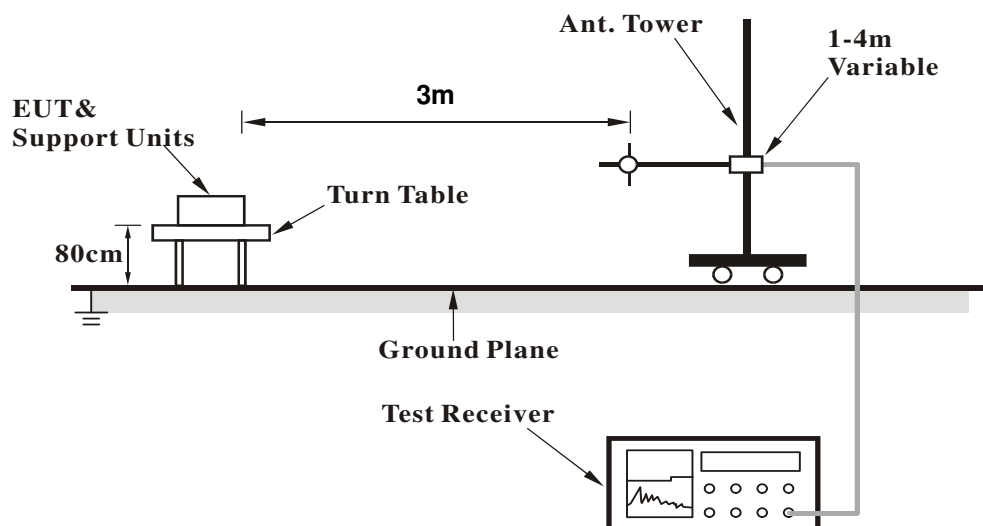 Ant. Tower
1-4m
Variable
3m
EUT&
Support Units
Turn Table
80cm
Ground Plane
Test Receiver